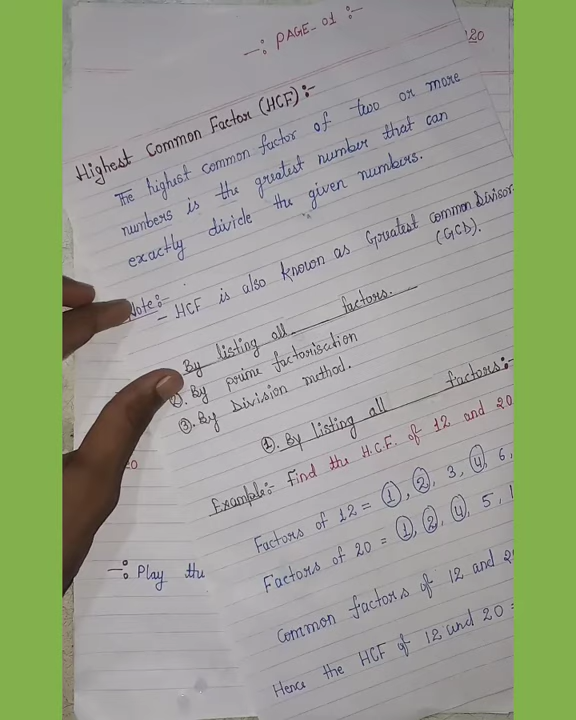 -: PAGE-01 :-
20
Highest Common Factor (HCF) :-
The highest common factor of two or more
numbers is the greatest number that can
exactly divide the given numbers.
Note:-
- HCF is also known as Greatest common Divisor
(GCD).
By listing all factors.
②. By prime factorisation
③. By Division method.
①. By listing all factors:-
Example:- Find the H.C.F. of 12 and 20
Factors of 12 = ①, ②, 3, ④, 6,
Factors of 20 = ①, ②, ④, 5, 1
Common factors of 12 and 2
Hence the HCF of 12 and 20 =
20
-: Play the